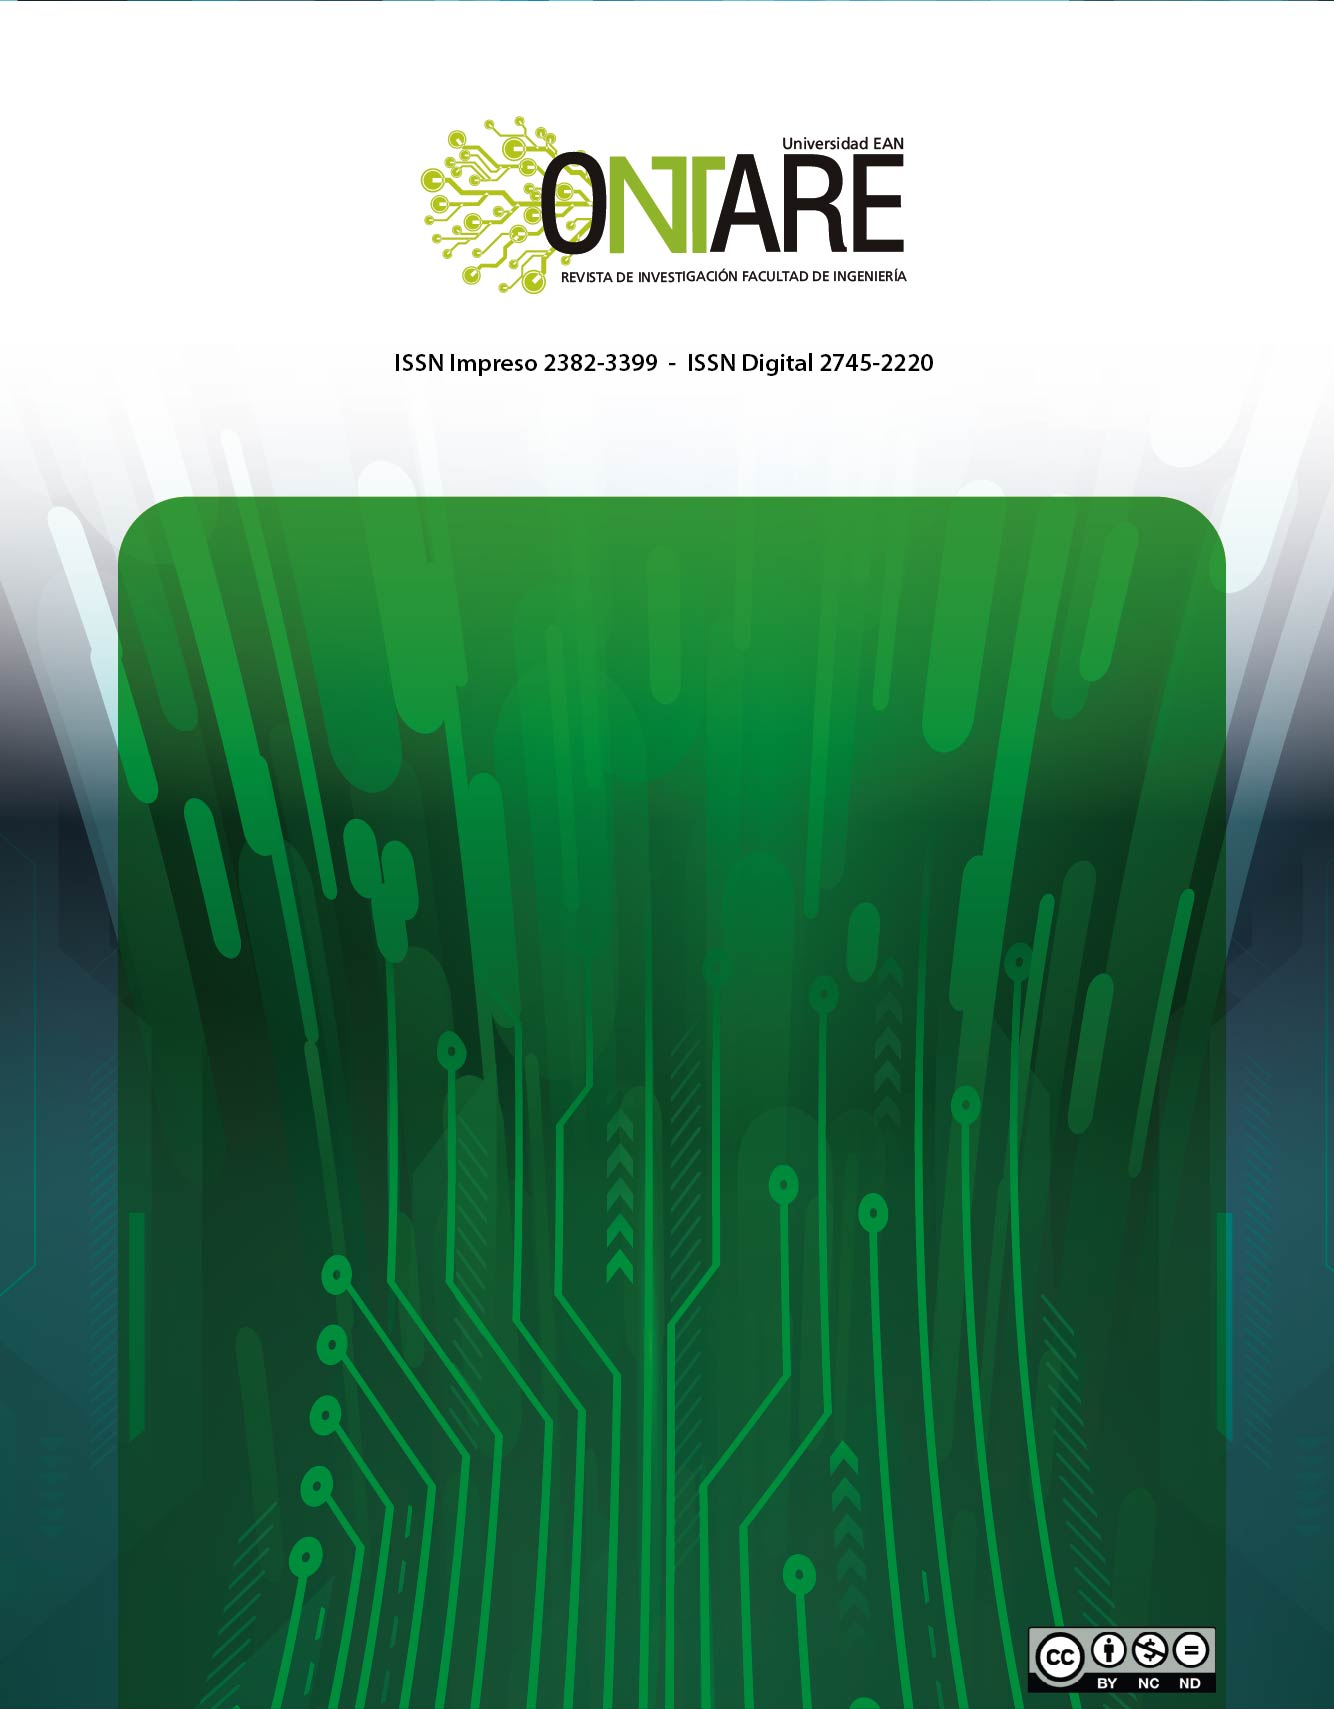 Universidad EAN
ONTARE
REVISTA DE INVESTIGACIÓN FACULTAD DE INGENIERÍA
ISSN Impreso 2382-3399 - ISSN Digital 2745-2220
CC
BY NC ND